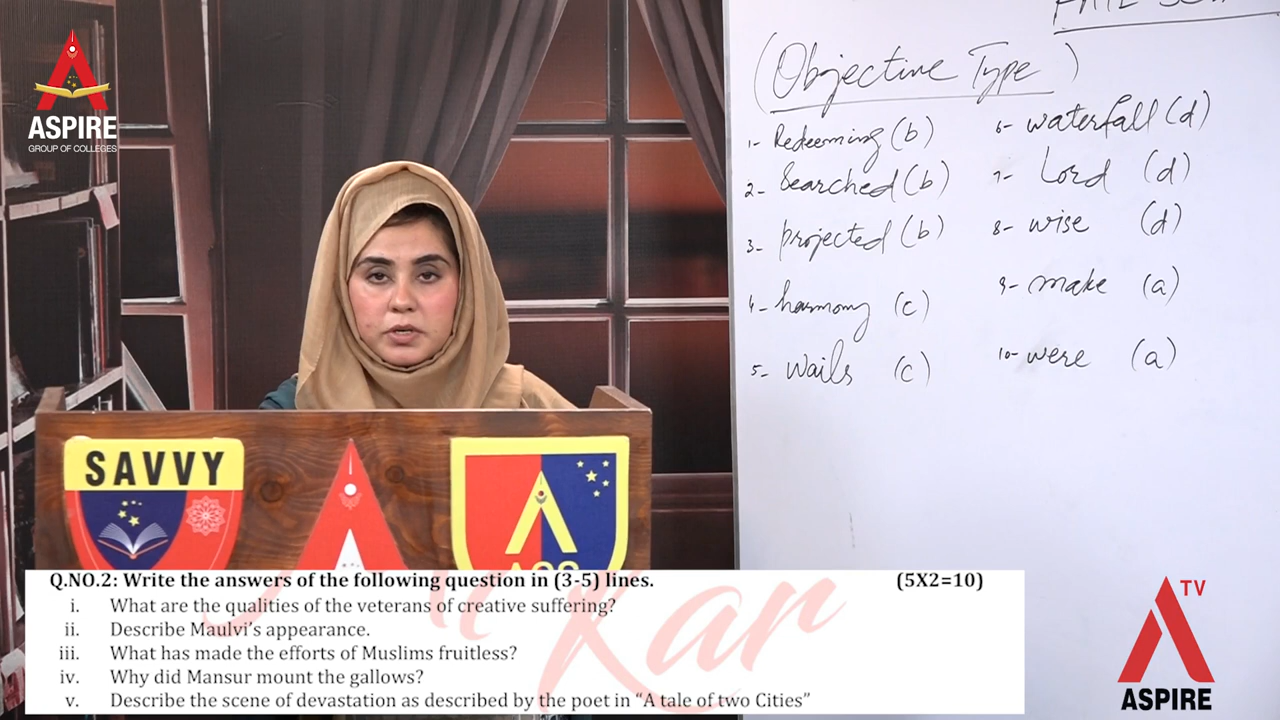 ASPIRE
GROUP OF COLLEGES
(Objective Type)
1- Redeeming (b)
2- Searched (b)
3- projected (b)
4- harmony (c)
5- wails (c)
6- waterfall (d)
7- Lord (d)
8- wise (d)
9- make (a)
10- were (a)
SAVVY
Q.NO.2: Write the answers of the following question in (3-5) lines. (5X2=10)
i. What are the qualities of the veterans of creative suffering?
ii. Describe Maulvi's appearance.
iii. What has made the efforts of Muslims fruitless?
iv. Why did Mansur mount the gallows?
v. Describe the scene of devastation as described by the poet in "A tale of two Cities"
Kar
TV
ASPIRE